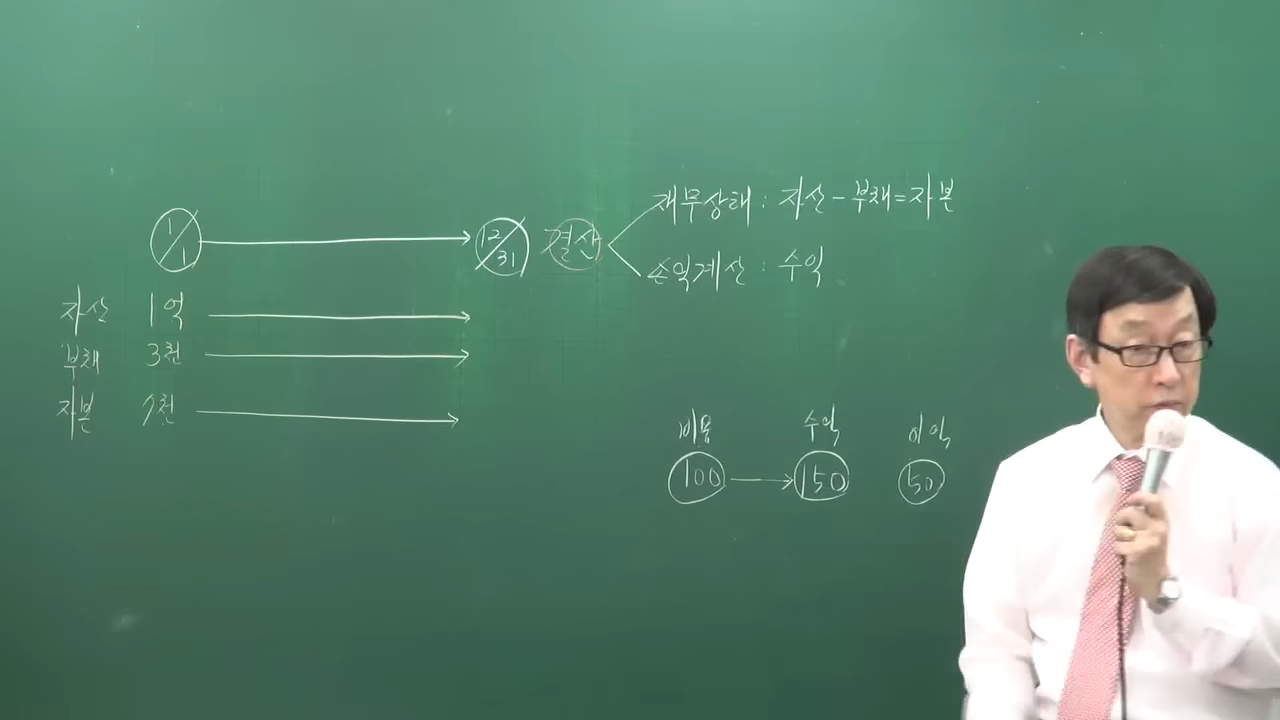 재무상태 : 자산 - 부채 = 자본
1/1 → 12/31 결산
손익계산 : 수익
자산 1억
부채 3천
자본 7천
비용 수익 이익
100 → 150 50